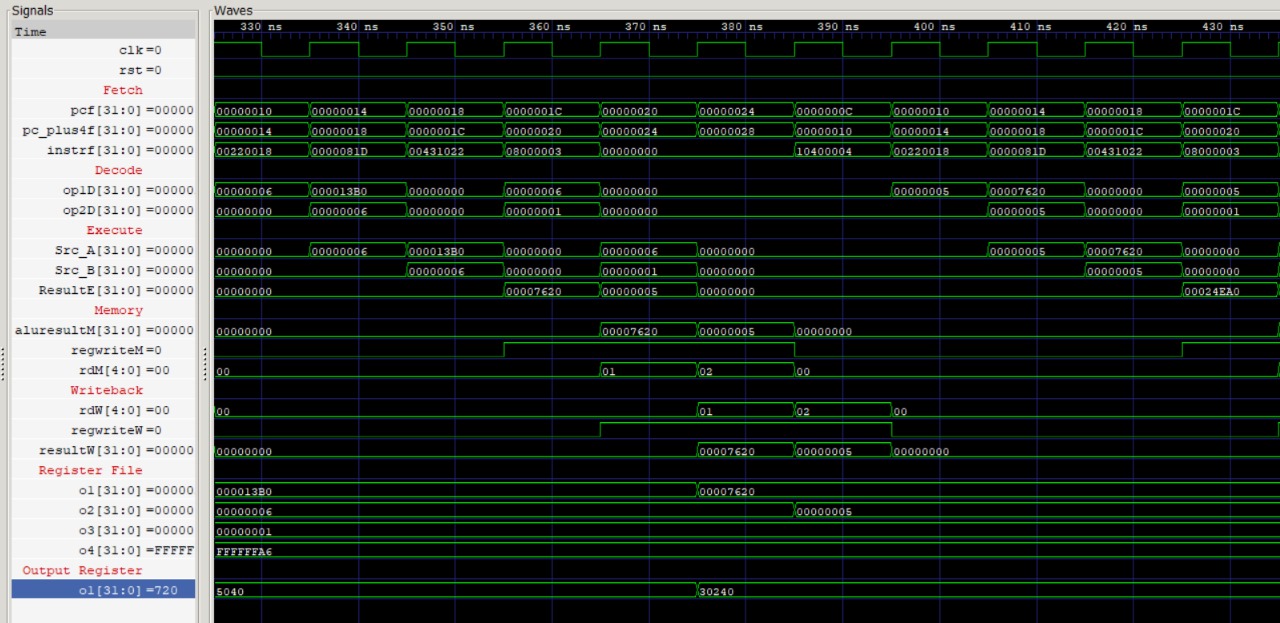 Signals
Waves
Time
330 ns 340 ns 350 ns 360 ns 370 ns 380 ns 390 ns 400 ns 410 ns 420 ns 430 ns
clk=0
rst=0
Fetch
pcf[31:0]=00000 00000010 00000014 00000018 0000001C 00000020 00000024 0000000C 00000010 00000014 00000018 0000001C
pc_plus4f[31:0]=00000 00000014 00000018 0000001C 00000020 00000024 00000028 00000010 00000014 00000018 0000001C 00000020
instrf[31:0]=00000 00220018 0000081D 00431022 08000003 00000000 10400004 00220018 0000081D 00431022 08000003
Decode
op1D[31:0]=00000 00000006 000013B0 00000000 00000006 00000000 00000005 00007620 00000000 00000005
op2D[31:0]=00000 00000000 00000006 00000000 00000001 00000000 00000005 00000000 00000001
Execute
Src_A[31:0]=00000 00000000 00000006 000013B0 00000000 00000006 00000000 00000005 00007620 00000000
Src_B[31:0]=00000 00000000 00000006 00000000 00000001 00000000 00000005 00000000
ResultE[31:0]=00000 00000000 00007620 00000005 00000000 00024EA0
Memory
aluresultM[31:0]=00000 00000000 00007620 00000005 00000000
regwriteM=0
rdM[4:0]=00 00 01 02 00
Writeback
rdW[4:0]=00 00 01 02 00
regwriteW=0
resultW[31:0]=00000 00000000 00007620 00000005 00000000
Register File
o1[31:0]=00000 000013B0 00007620
o2[31:0]=00000 00000006 00000005
o3[31:0]=00000 00000001
o4[31:0]=FFFFF FFFFFFA6
Output Register
o1[31:0]=720 5040 30240